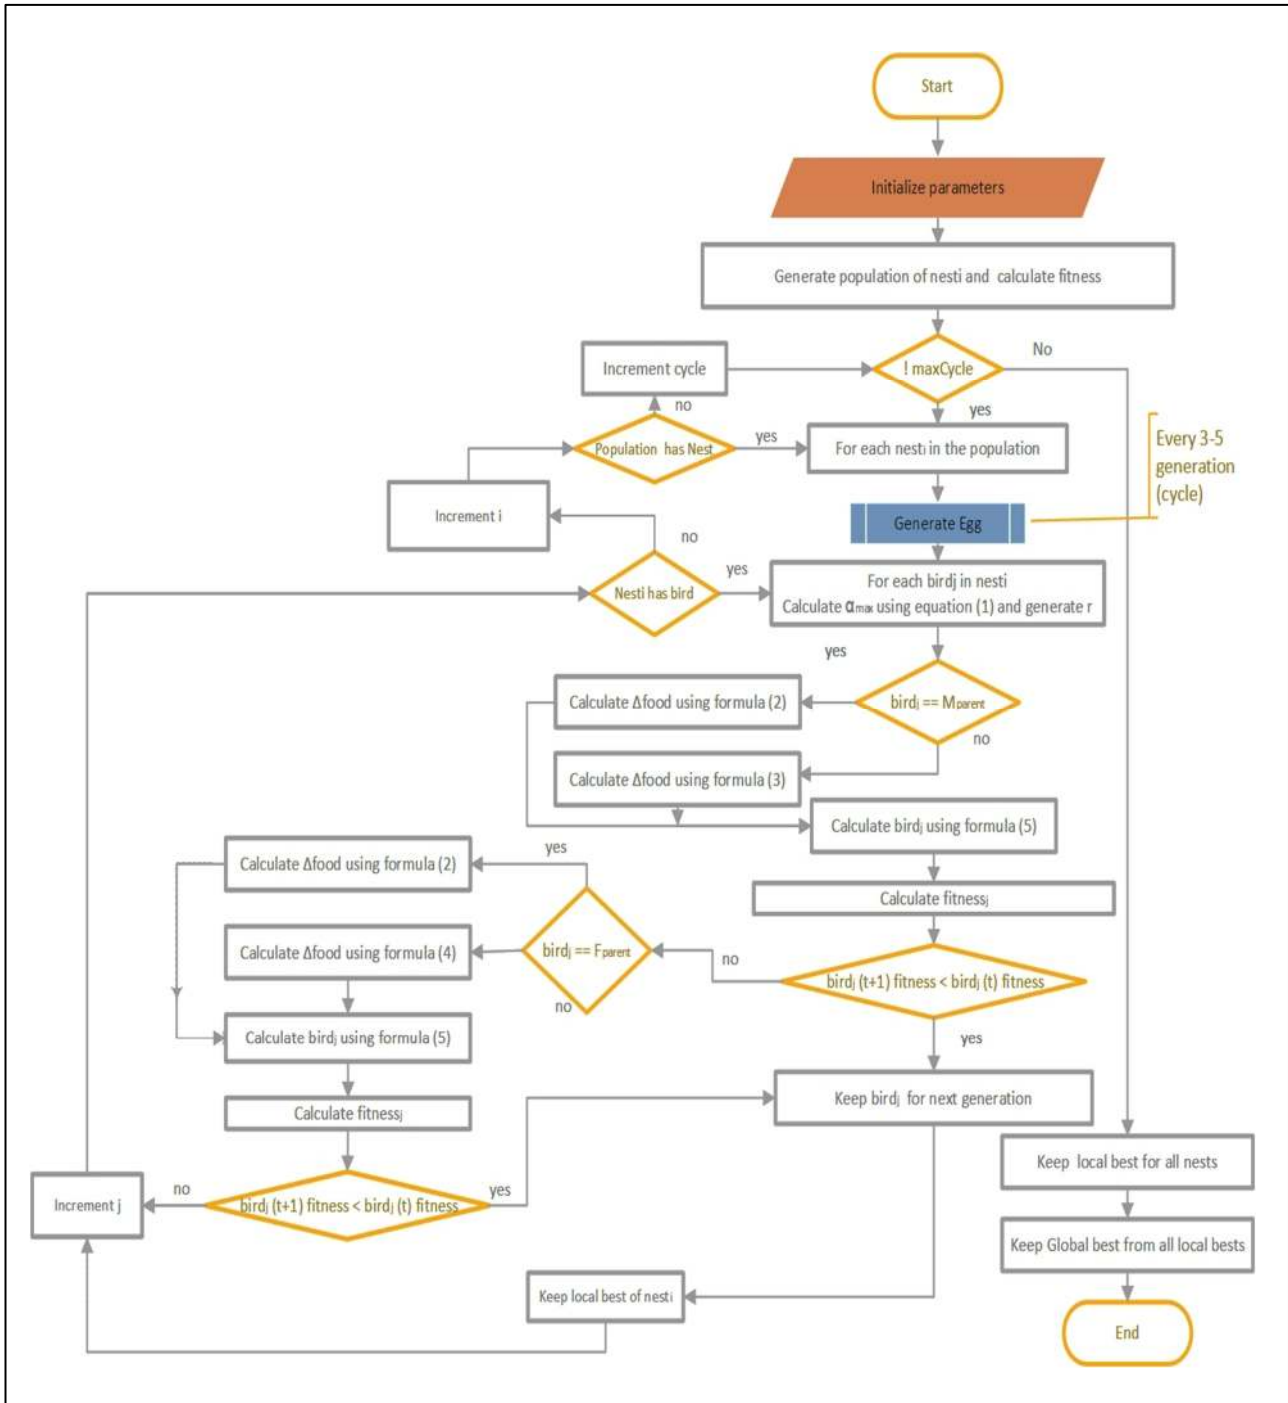 Start
Initialize parameters
Generate population of nesti and calculate fitness
No
! maxCycle
Increment cycle
yes
no
Population has Nest
yes
For each nesti in the population
Every 3-5
generation
(cycle)
Increment i
Generate Egg
no
Nesti has bird
yes
For each birdj in nesti
Calculate αmax using equation (1) and generate r
yes
Calculate Δfood using formula (2)
birdj == Mparent
no
Calculate Δfood using formula (3)
Calculate birdj using formula (5)
yes
Calculate Δfood using formula (2)
Calculate fitnessj
Calculate Δfood using formula (4)
birdj == Fparent
no
birdj (t+1) fitness < birdj (t) fitness
no
Calculate birdj using formula (5)
yes
Calculate fitnessj
Keep birdj for next generation
Keep local best for all nests
no
yes
Increment j
birdj (t+1) fitness < birdj (t) fitness
Keep Global best from all local bests
Keep local best of nesti
End